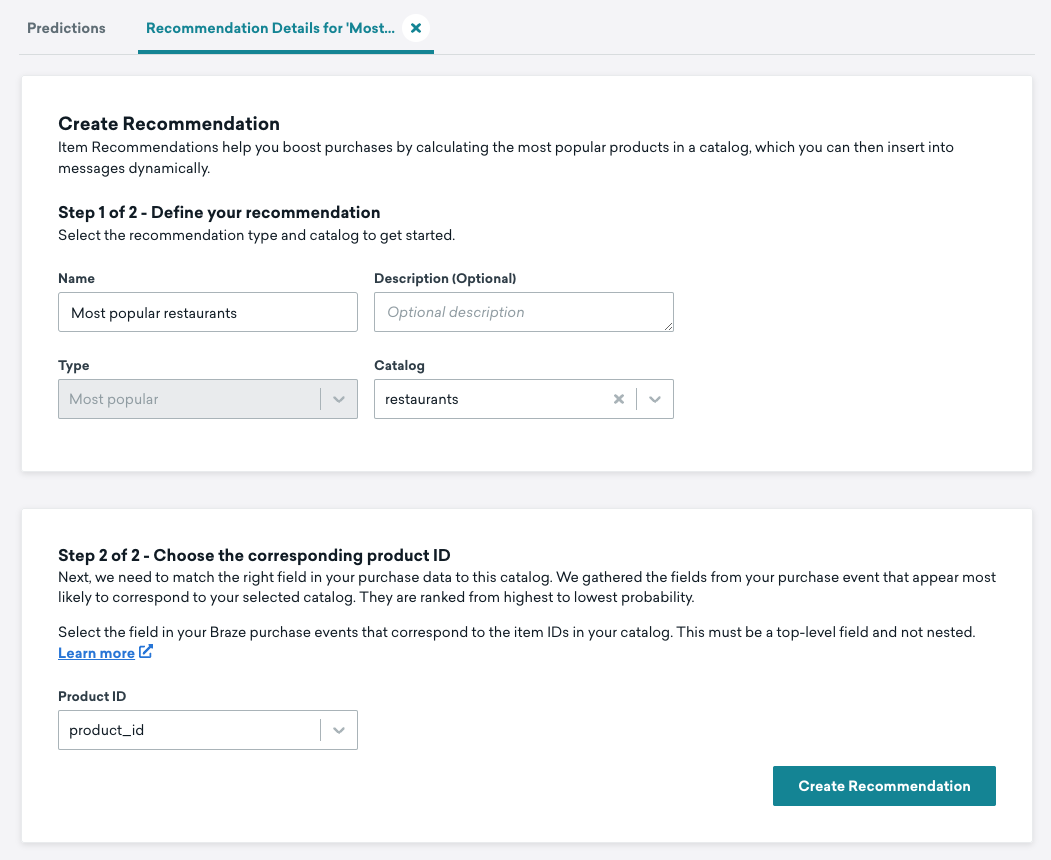 Predictions
Recommendation Details for 'Most...
Create Recommendation
Item Recommendations help you boost purchases by calculating the most popular products in a catalog, which you can then insert into
messages dynamically.
Step 1 of 2 - Define your recommendation
Select the recommendation type and catalog to get started.
Name
Description (Optional)
Most popular restaurants
Optional description
Type
Catalog
Most popular
restaurants
Step 2 of 2 - Choose the corresponding product ID
Next, we need to match the right field in your purchase data to this catalog. We gathered the fields from your purchase event that appear most
likely to correspond to your selected catalog. They are ranked from highest to lowest probability.
Select the field in your Braze purchase events that correspond to the item IDs in your catalog. This must be a top-level field and not nested.
Learn more
Product ID
product_id
Create Recommendation